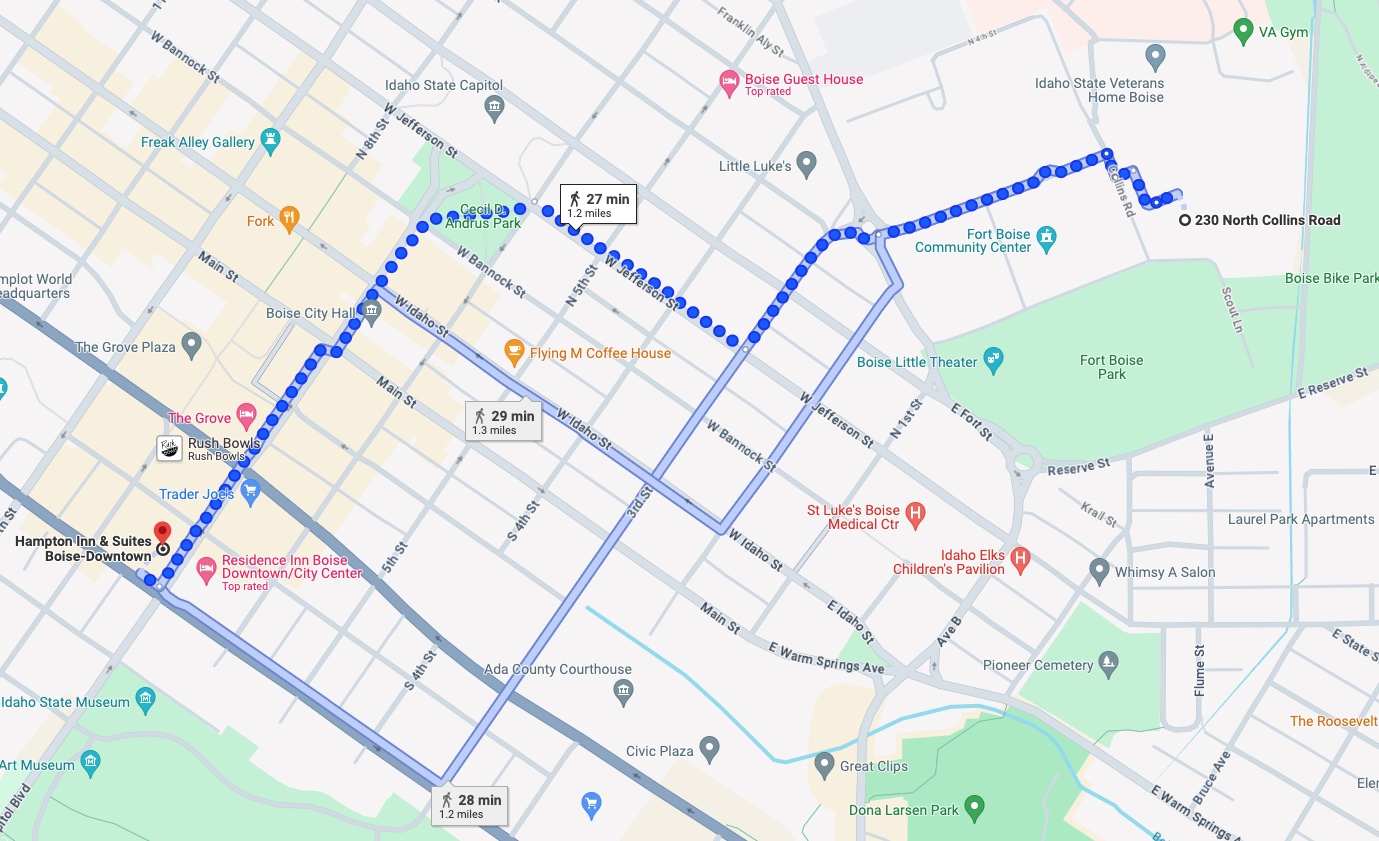 11
W Bannock St
Franklin Aly St
N 4th St
VA Gym
Idaho State Capitol
Boise Guest House
Top rated
Idaho State Veterans
Home Boise
W Jefferson St
N 8th St
Freak Alley Gallery
Little Luke's
Collins Rd
27 min
1.2 miles
Cecil D.
Andrus Park
Fork
230 North Collins Road
Fort Boise
Community Center
Main St
W Bannock St
N 5th St
W Jefferson St
mplot World
eadquarters
Boise Bike Park
Scout Ln
W Idaho St
Boise City Hall
The Grove Plaza
Flying M Coffee House
Boise Little Theater
Fort Boise
Park
E Reserve St
Main St
29 min
1.3 miles
W Idaho St
W Jefferson St
N 1st St
E Fort St
The Grove
Rush Bowls
Rush Bowls
W Bannock St
Reserve St
Avenue E
E
Trader Joe's
3rd St
S 4th St
St Luke's Boise
Medical Ctr
Krall St
Laurel Park Apartments
th St
Hampton Inn & Suites
Boise-Downtown
5th St
W Idaho St
Idaho Elks
Children's Pavilion
Whimsy A Salon
Residence Inn Boise
Downtown/City Center
Top rated
Main St
E Idaho St
Ave B
E State S
E Warm Springs Ave
S 4th St
Ada County Courthouse
Pioneer Cemetery
Flume St
Idaho State Museum
The Roosevelt
Civic Plaza
Art Museum
Great Clips
Bruce Ave
Elem
pitol Blvd
28 min
1.2 miles
Dona Larsen Park
E Warm Springs A